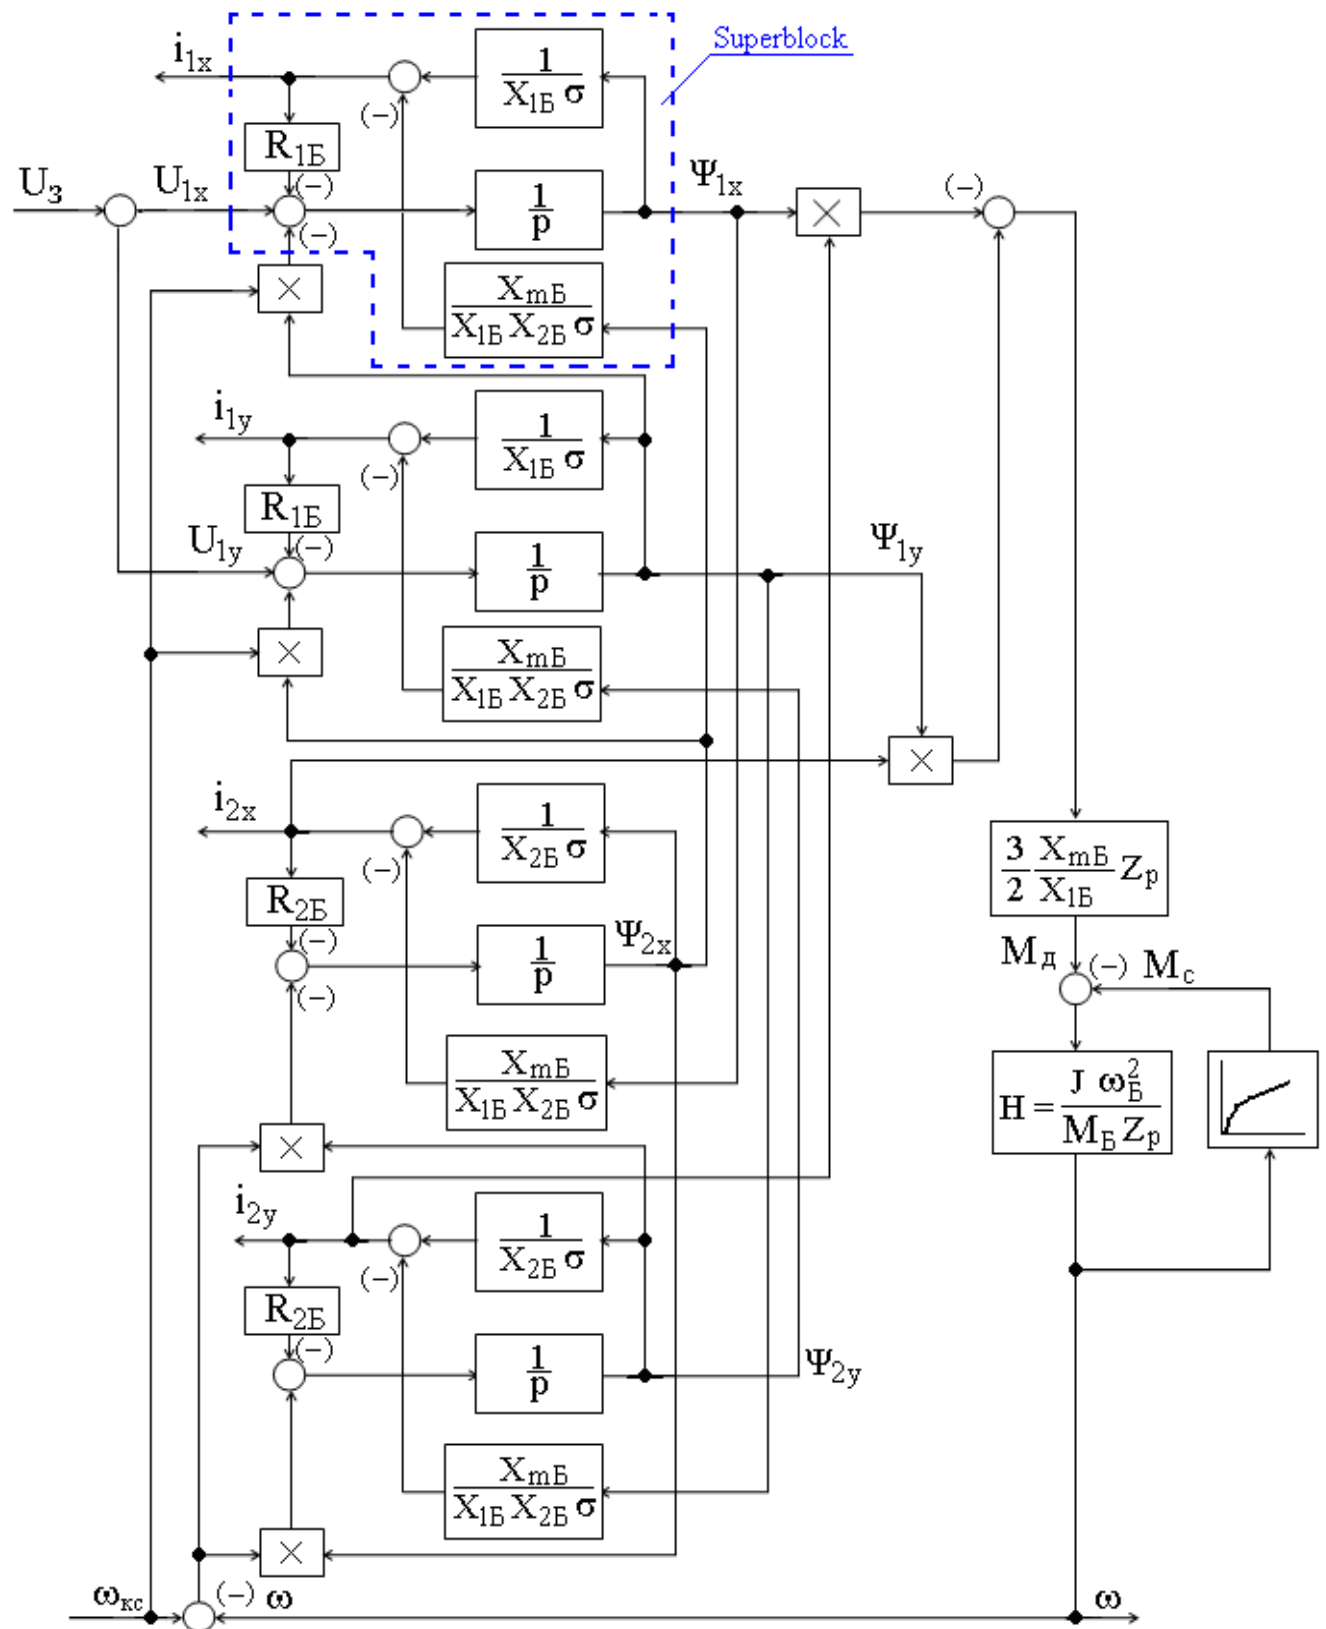 Superblock
i1x
1
X1Б σ
(−)
R1Б
(−)
Uз
U1x
1
p
Ψ1x
(−)
(−)
×
×
XmБ
X1Б X2Б σ
i1y
1
X1Б σ
(−)
R1Б
(−)
U1y
1
p
Ψ1y
×
XmБ
X1Б X2Б σ
×
i2x
1
X2Б σ
(−)
R2Б
(−)
(−)
1
p
Ψ2x
3 XmБ Zp
2 X1Б
Mд
(−) Mс
XmБ
X1Б X2Б σ
H = J ωБ²
MБ Zp
×
i2y
1
X2Б σ
(−)
R2Б
(−)
1
p
Ψ2y
XmБ
X1Б X2Б σ
×
ωкс
(−) ω
ω